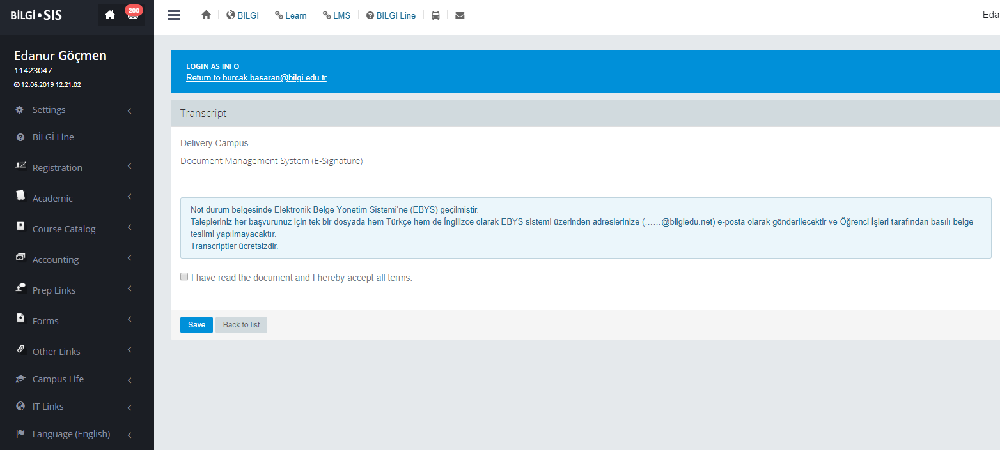 BİLGİ•SIS
200
BİLGİ
Learn
LMS
BİLGİ Line
Eda
Edanur Göçmen
11423047
12.06.2019 12:21:02
Settings
BİLGİ Line
Registration
Academic
Course Catalog
Accounting
Prep Links
Forms
Other Links
Campus Life
IT Links
Language (English)
LOGIN AS INFO
Return to burcak.basaran@bilgi.edu.tr
Transcript
Delivery Campus
Document Management System (E-Signature)
Not durum belgesinde Elektronik Belge Yönetim Sistemi’ne (EBYS) geçilmiştir.
Talepleriniz her başvurunuz için tek bir dosyada hem Türkçe hem de İngilizce olarak EBYS sistemi üzerinden adreslerinize (……@bilgiedu.net) e-posta olarak gönderilecektir ve Öğrenci İşleri tarafından basılı belge
teslimi yapılmayacaktır.
Transcriptler ücretsizdir.
I have read the document and I hereby accept all terms.
Save
Back to list